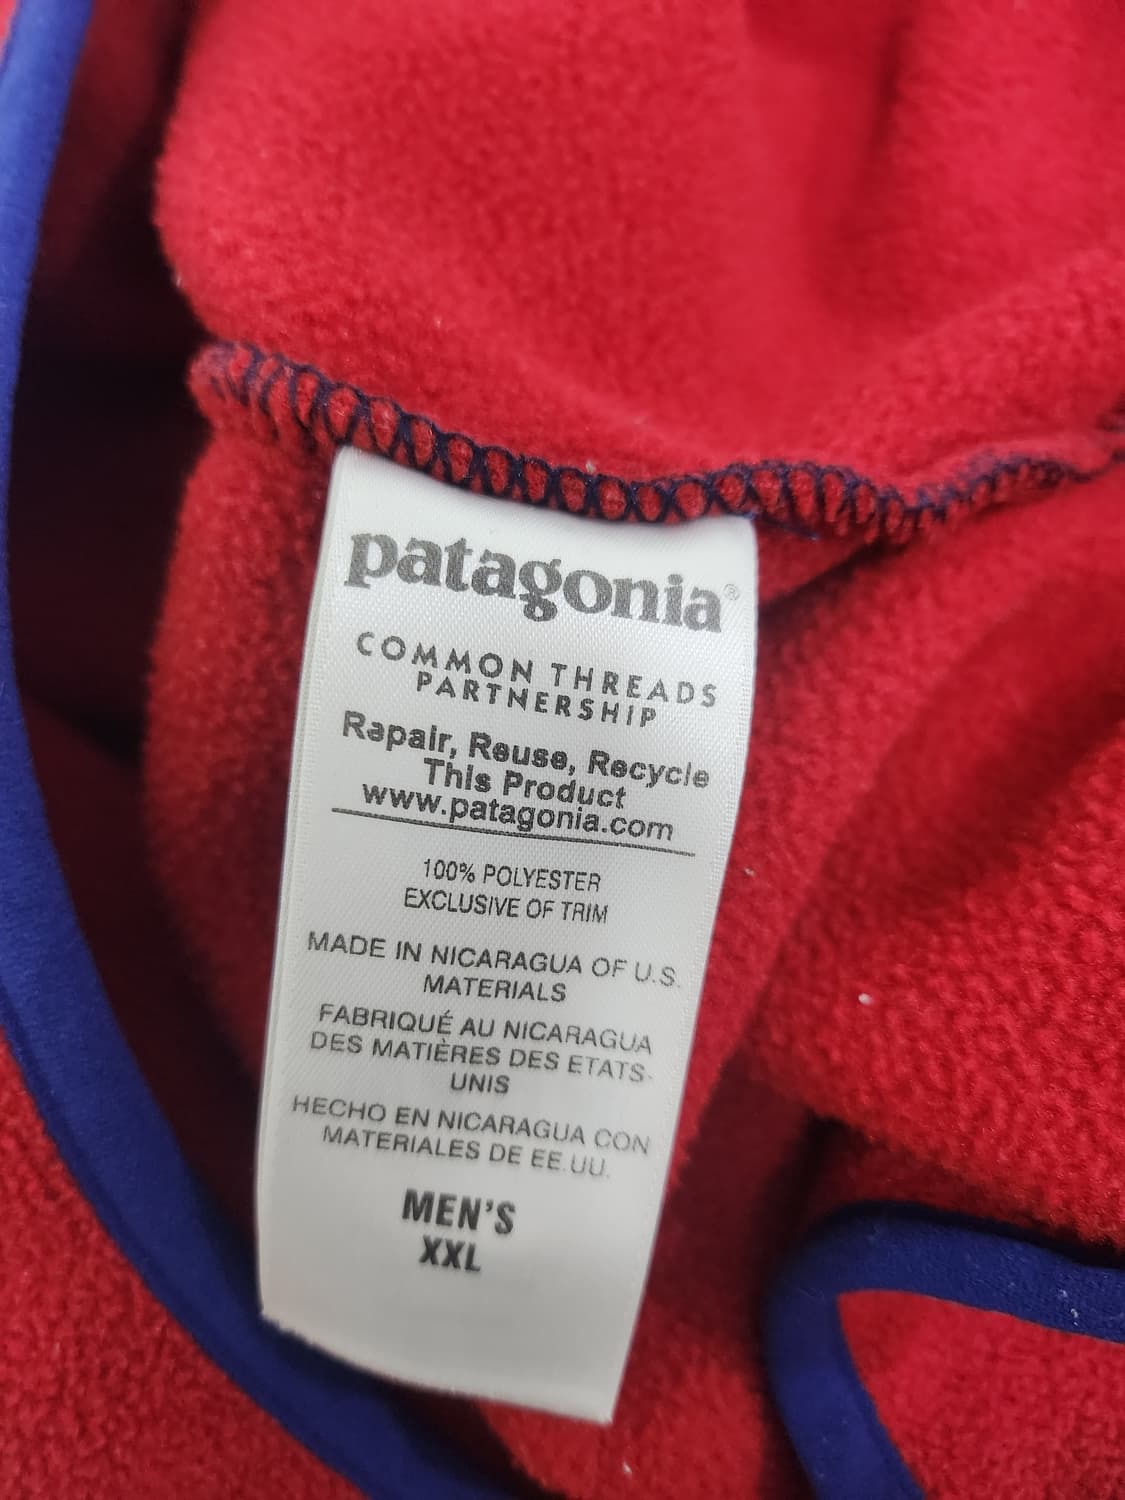 patagonia®
COMMON THREADS
PARTNERSHIP
Repair, Reuse, Recycle
This Product
www.patagonia.com
100% POLYESTER
EXCLUSIVE OF TRIM
MADE IN NICARAGUA OF U.S.
MATERIALS
FABRIQUÉ AU NICARAGUA
DES MATIÈRES DES ETATS-
UNIS
HECHO EN NICARAGUA CON
MATERIALES DE EE.UU.
MEN'S
XXL